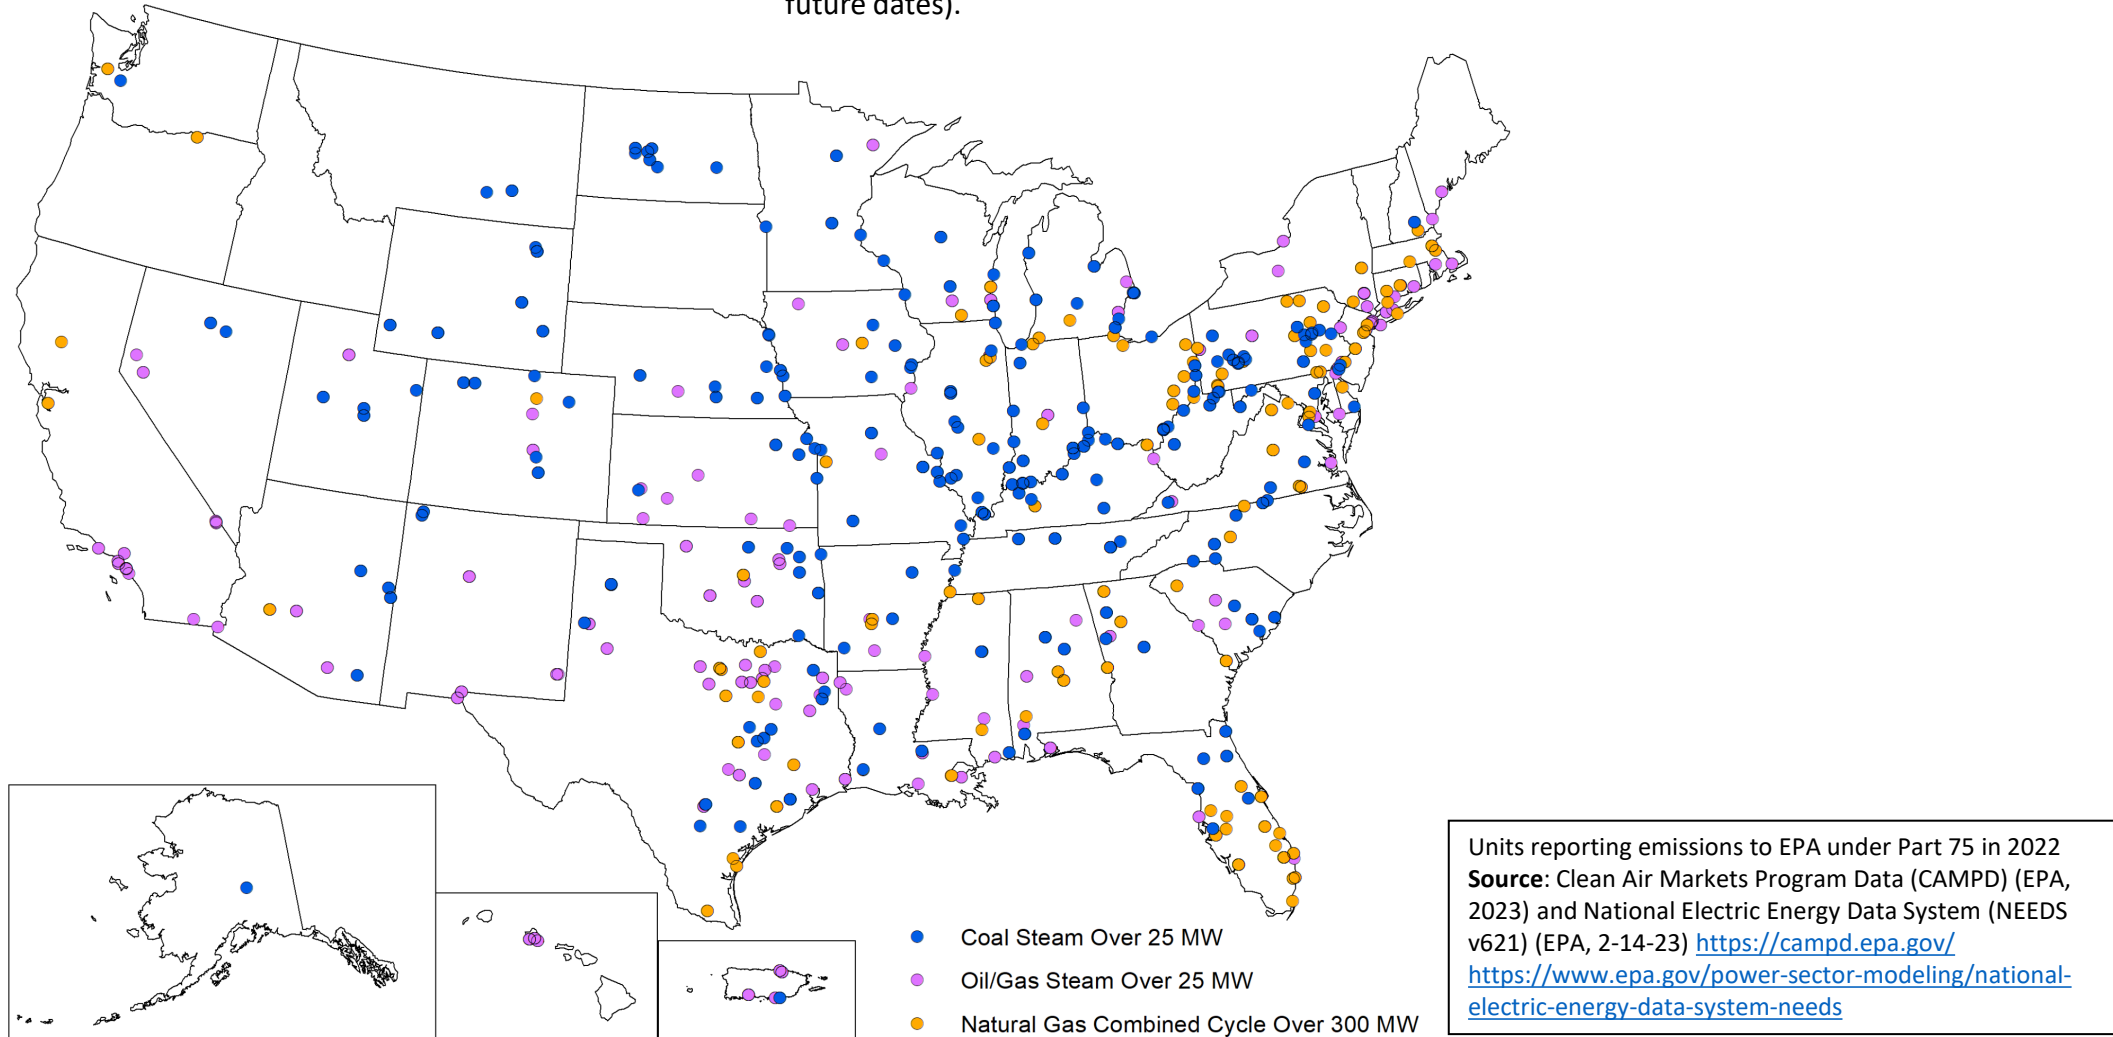 future dates).
Coal Steam Over 25 MW
Oil/Gas Steam Over 25 MW
Natural Gas Combined Cycle Over 300 MW
Units reporting emissions to EPA under Part 75 in 2022
Source: Clean Air Markets Program Data (CAMPD) (EPA,
2023) and National Electric Energy Data System (NEEDS
v621) (EPA, 2-14-23) https://campd.epa.gov/
https://www.epa.gov/power-sector-modeling/national-
electric-energy-data-system-needs